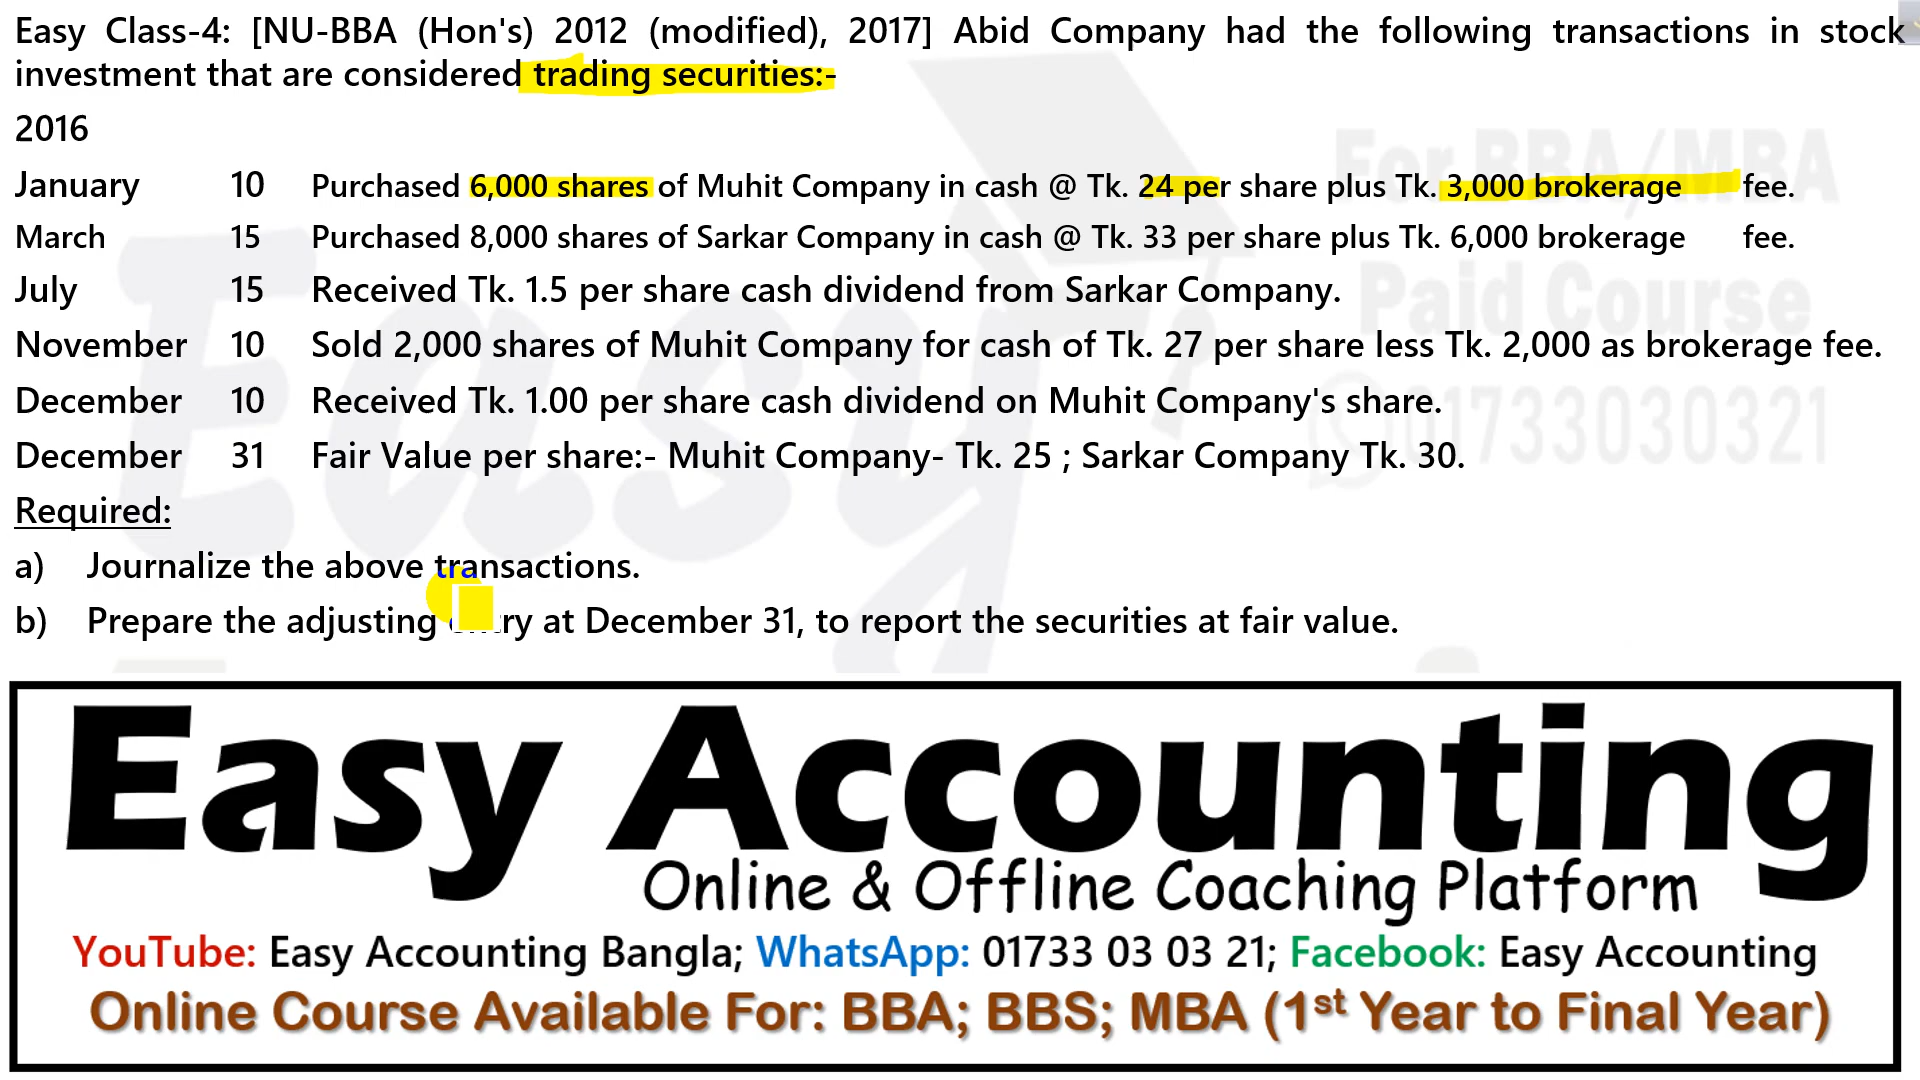 Easy Class-4: [NU-BBA (Hon's) 2012 (modified), 2017] Abid Company had the following transactions in stock
investment that are considered trading securities:-
2016
January 10 Purchased 6,000 shares of Muhit Company in cash @ Tk. 24 per share plus Tk. 3,000 brokerage fee.
March 15 Purchased 8,000 shares of Sarkar Company in cash @ Tk. 33 per share plus Tk. 6,000 brokerage fee.
July 15 Received Tk. 1.5 per share cash dividend from Sarkar Company.
November 10 Sold 2,000 shares of Muhit Company for cash of Tk. 27 per share less Tk. 2,000 as brokerage fee.
December 10 Received Tk. 1.00 per share cash dividend on Muhit Company's share.
December 31 Fair Value per share:- Muhit Company- Tk. 25 ; Sarkar Company Tk. 30.
Required:
a) Journalize the above transactions.
b) Prepare the adjusting entry at December 31, to report the securities at fair value.
For BBA/MBA
Paid Course
01733030321
Easy
Easy Accounting
Online & Offline Coaching Platform
YouTube: Easy Accounting Bangla; WhatsApp: 01733 03 03 21; Facebook: Easy Accounting
Online Course Available For: BBA; BBS; MBA (1st Year to Final Year)